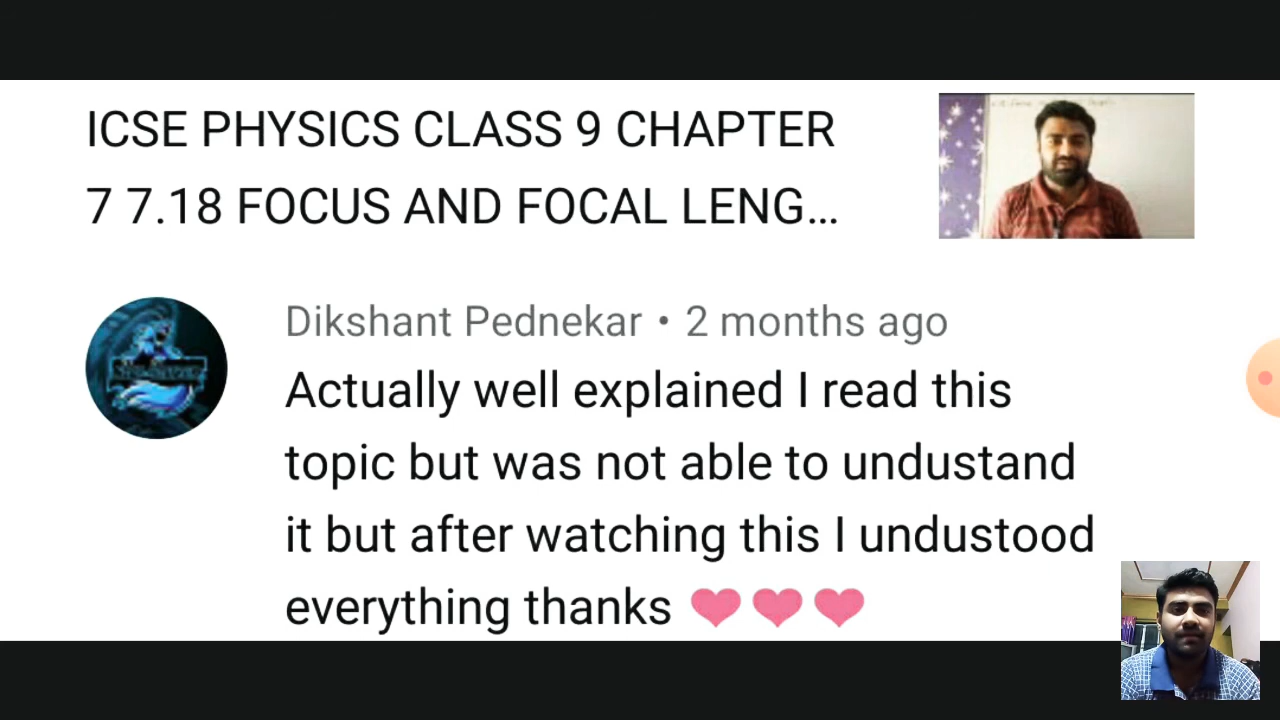 ICSE PHYSICS CLASS 9 CHAPTER
7 7.18 FOCUS AND FOCAL LENG...
Dikshant Pednekar • 2 months ago
Actually well explained I read this
topic but was not able to undustand
it but after watching this I undustood
everything thanks 💗💗💗